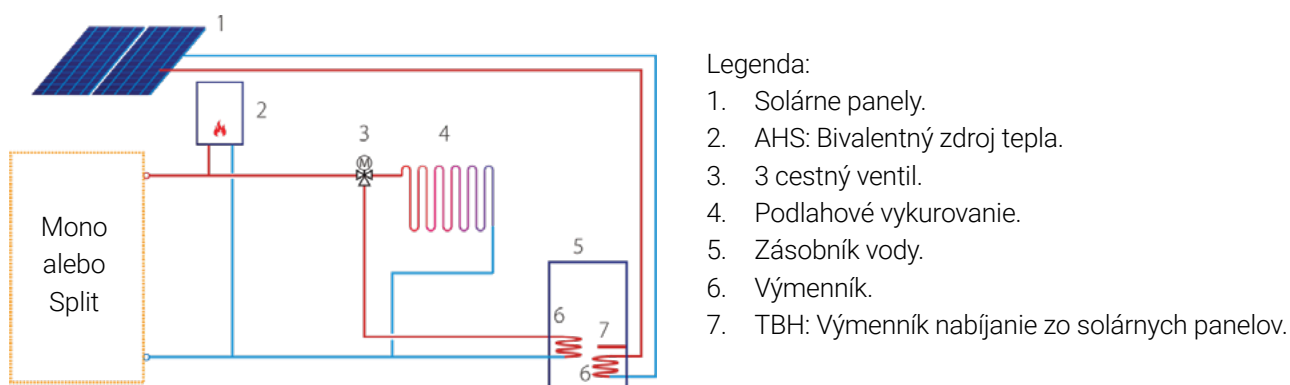 1
2
3
4
M
Mono
alebo
Split
5
6
7
6
Legenda:
1. Solárne panely.
2. AHS: Bivalentný zdroj tepla.
3. 3 cestný ventil.
4. Podlahové vykurovanie.
5. Zásobník vody.
6. Výmenník.
7. TBH: Výmenník nabíjanie zo solárnych panelov.